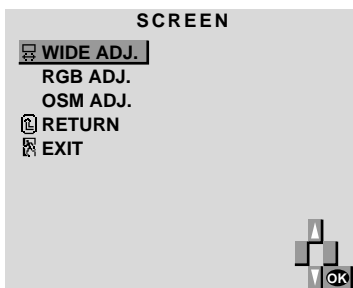 SCREEN
WIDE ADJ.
RGB ADJ.
OSM ADJ.
RETURN
EXIT
OK